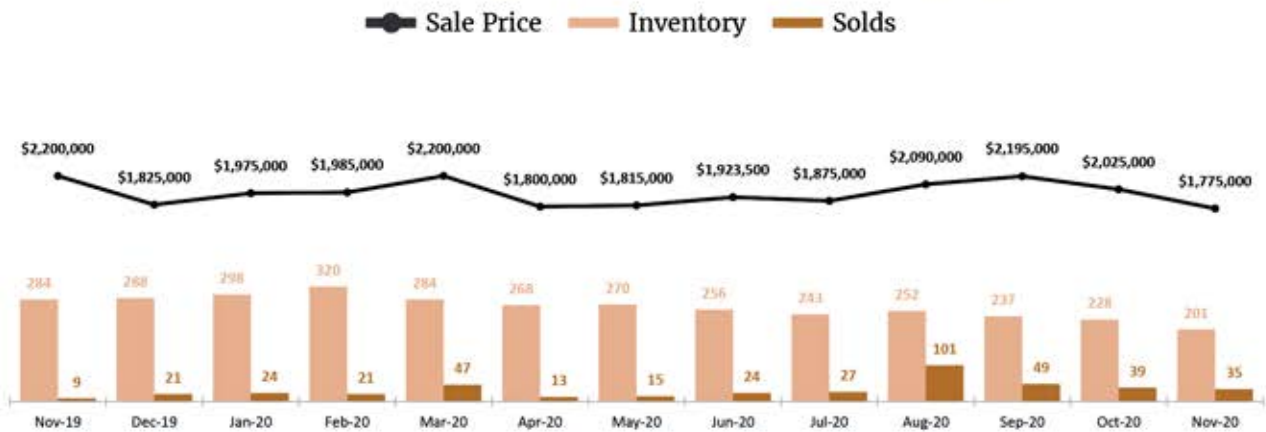 Sale Price Inventory Solds
$2,200,000 $1,825,000 $1,975,000 $1,985,000 $2,200,000 $1,800,000 $1,815,000 $1,923,500 $1,875,000 $2,090,000 $2,195,000 $2,025,000 $1,775,000
284 288 298 320 284 268 270 256 243 252 237 228 201
9 21 24 21 47 13 15 24 27 101 49 39 35
Nov-19 Dec-19 Jan-20 Feb-20 Mar-20 Apr-20 May-20 Jun-20 Jul-20 Aug-20 Sep-20 Oct-20 Nov-20